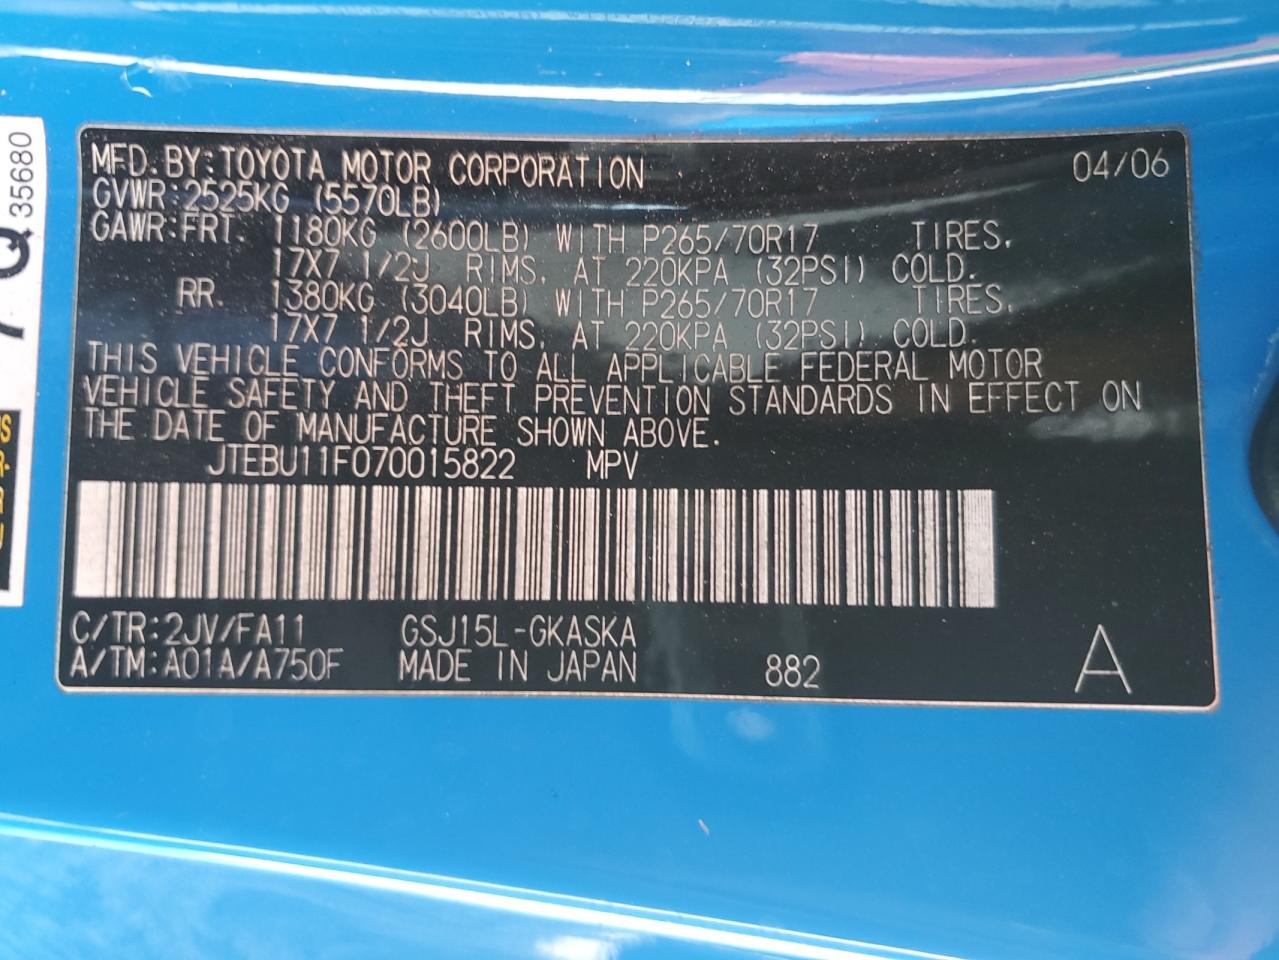 MFD. BY: TOYOTA MOTOR CORPORATION 04/06
GVWR: 2525KG (5570LB)
GAWR: FRT. 1180KG (2600LB) WITH P265/70R17 TIRES,
17X7 1/2J RIMS, AT 220KPA (32PSI) COLD.
RR. 1380KG (3040LB) WITH P265/70R17 TIRES,
17X7 1/2J RIMS, AT 220KPA (32PSI) COLD.
THIS VEHICLE CONFORMS TO ALL APPLICABLE FEDERAL MOTOR
VEHICLE SAFETY AND THEFT PREVENTION STANDARDS IN EFFECT ON
THE DATE OF MANUFACTURE SHOWN ABOVE.
JTEBU11F070015822 MPV
C/TR: 2JV/FA11 GSJ15L-GKASKA
A/TM: A01A/A750F MADE IN JAPAN 882 A
Q 35680